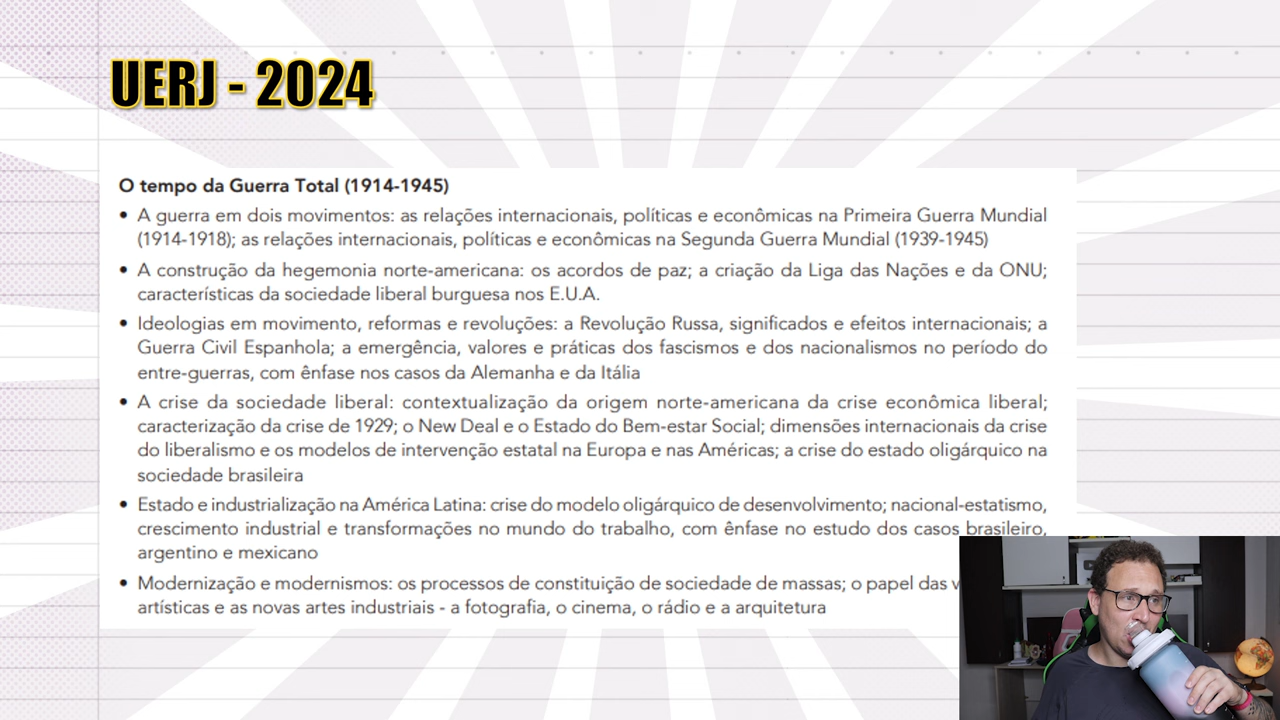 UERJ - 2024
O tempo da Guerra Total (1914-1945)
• A guerra em dois movimentos: as relações internacionais, políticas e econômicas na Primeira Guerra Mundial
(1914-1918); as relações internacionais, políticas e econômicas na Segunda Guerra Mundial (1939-1945)
• A construção da hegemonia norte-americana: os acordos de paz; a criação da Liga das Nações e da ONU;
características da sociedade liberal burguesa nos E.U.A.
• Ideologias em movimento, reformas e revoluções: a Revolução Russa, significados e efeitos internacionais; a
Guerra Civil Espanhola; a emergência, valores e práticas dos fascismos e dos nacionalismos no período do
entre-guerras, com ênfase nos casos da Alemanha e da Itália
• A crise da sociedade liberal: contextualização da origem norte-americana da crise econômica liberal;
caracterização da crise de 1929; o New Deal e o Estado do Bem-estar Social; dimensões internacionais da crise
do liberalismo e os modelos de intervenção estatal na Europa e nas Américas; a crise do estado oligárquico na
sociedade brasileira
• Estado e industrialização na América Latina: crise do modelo oligárquico de desenvolvimento; nacional-estatismo,
crescimento industrial e transformações no mundo do trabalho, com ênfase no estudo dos casos brasileiro,
argentino e mexicano
• Modernização e modernismos: os processos de constituição de sociedade de massas; o papel das
artísticas e as novas artes industriais - a fotografia, o cinema, o rádio e a arquitetura